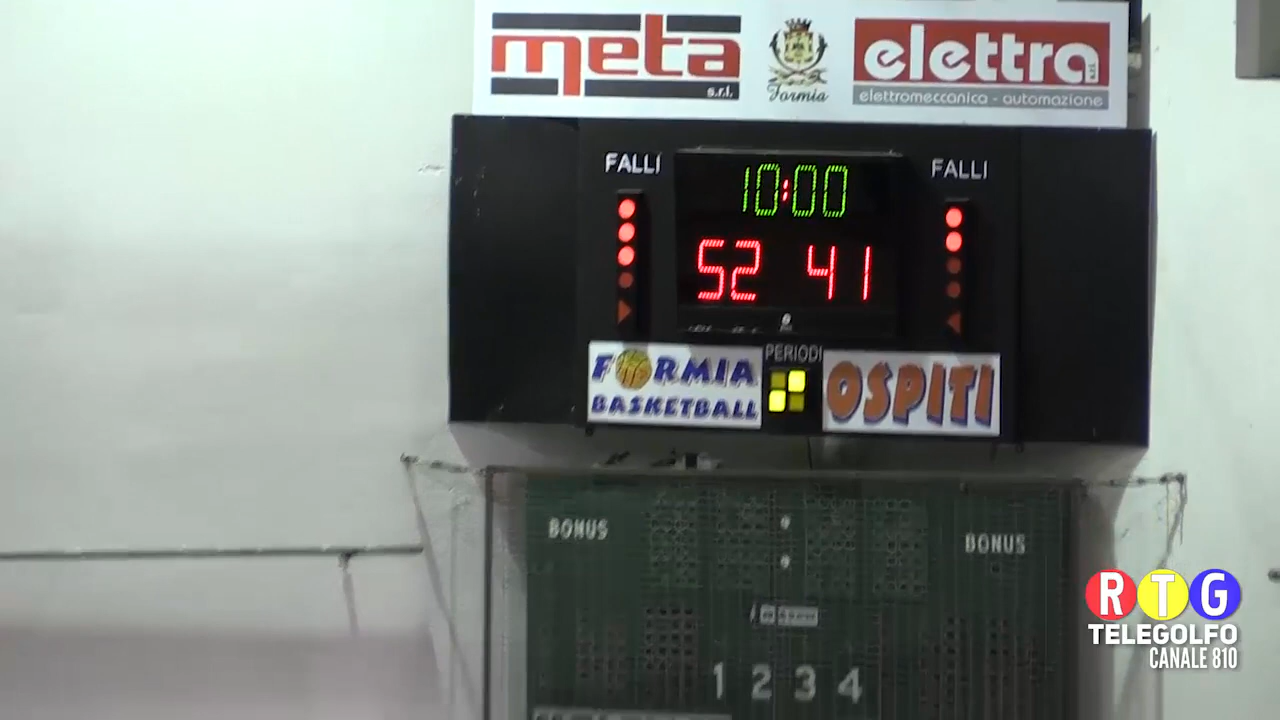 meta
s.r.l.
Formia
elettra
s.r.l.
elettromeccanica - automazione
FALLI
10:00
FALLI
52 41
FORMIA
BASKETBALL
PERIODI
OSPITI
BONUS
BONUS
1 2 3 4
RTG
TELEGOLFO
CANALE 810